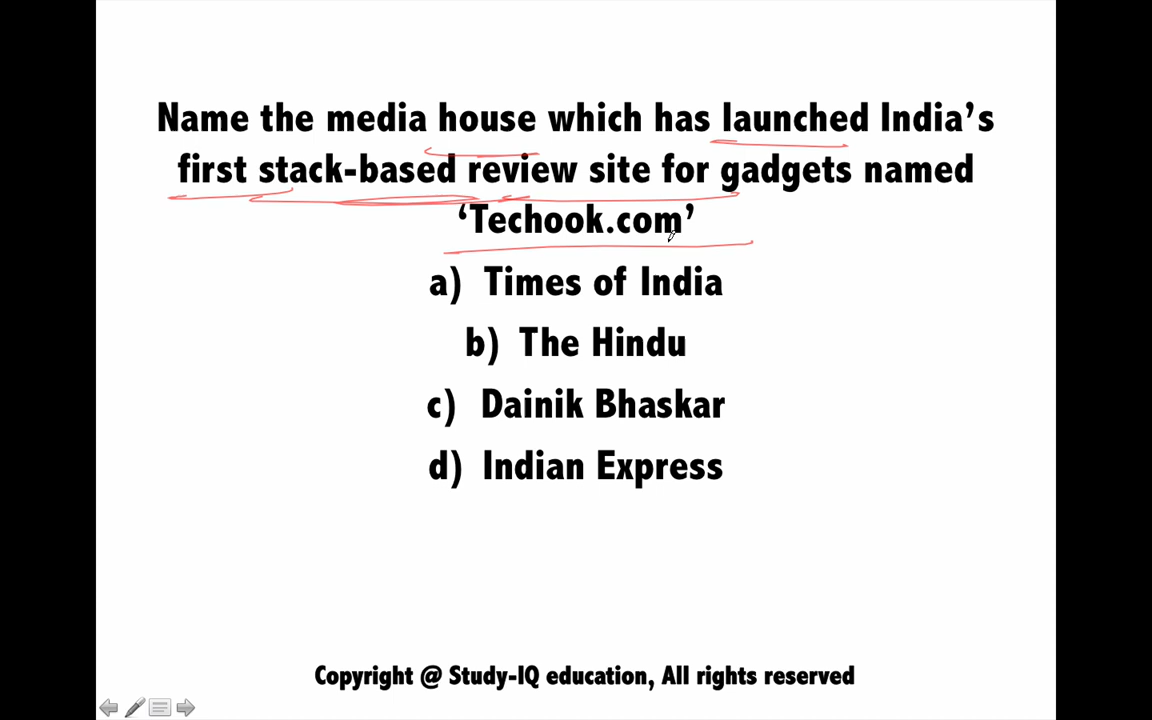 Name the media house which has launched India’s
first stack-based review site for gadgets named
‘Techook.com’
a) Times of India
b) The Hindu
c) Dainik Bhaskar
d) Indian Express
Copyright @ Study-IQ education, All rights reserved